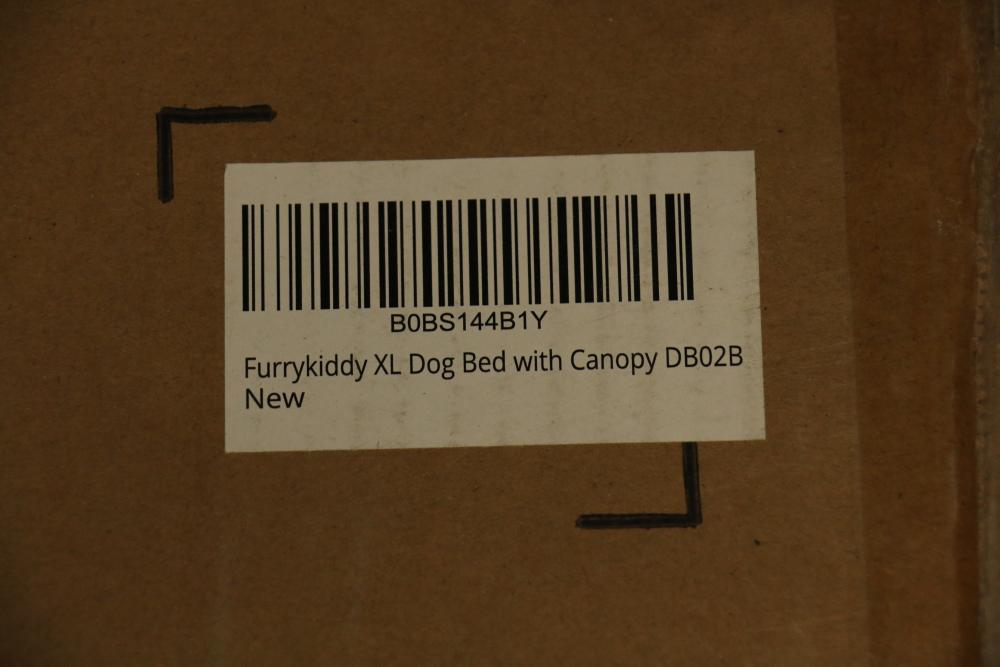 B0BS144B1Y
Furrykiddy XL Dog Bed with Canopy DB02B
New